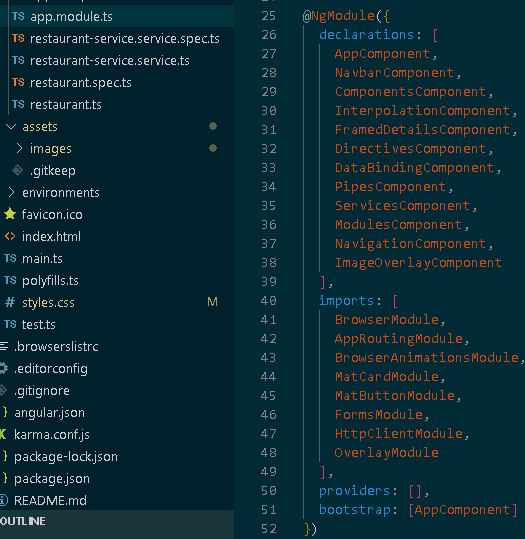 TS app.module.ts
TS restaurant-service.service.spec.ts
TS restaurant-service.service.ts
TS restaurant.spec.ts
TS restaurant.ts
assets
images
.gitkeep
environments
favicon.ico
<> index.html
TS main.ts
TS polyfills.ts
# styles.css M
TS test.ts
.browserslistrc
.editorconfig
.gitignore
} angular.json
K karma.conf.js
} package-lock.json
} package.json
README.md
OUTLINE
25 @NgModule({
26 declarations: [
27 AppComponent,
28 NavbarComponent,
29 ComponentsComponent,
30 InterpolationComponent,
31 FramedDetailsComponent,
32 DirectivesComponent,
33 DataBindingComponent,
34 PipesComponent,
35 ServicesComponent,
36 ModulesComponent,
37 NavigationComponent,
38 ImageOverlayComponent
39 ],
40 imports: [
41 BrowserModule,
42 AppRoutingModule,
43 BrowserAnimationsModule,
44 MatCardModule,
45 MatButtonModule,
46 FormsModule,
47 HttpClientModule,
48 OverlayModule
49 ],
50 providers: [],
51 bootstrap: [AppComponent]
52 })